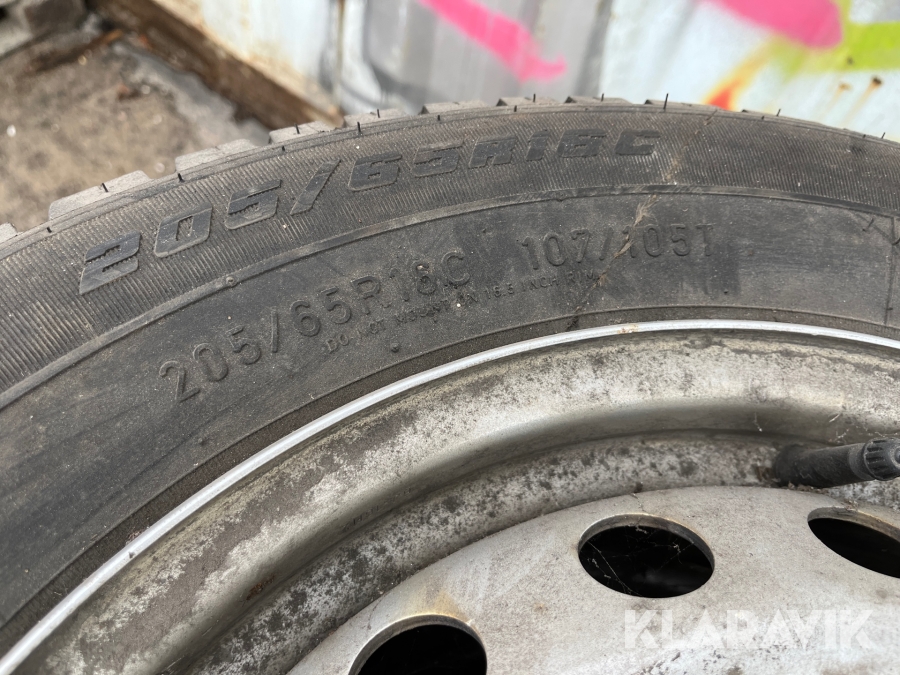 205/65R16C
205/65R16C 107/105T
DO NOT MOUNT ON 16.5 INCH RIM
KLARAVIK